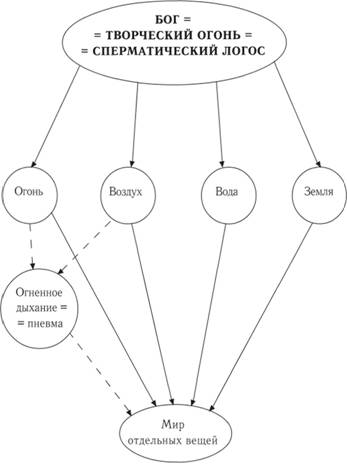 БОГ =
= ТВОРЧЕСКИЙ ОГОНЬ =
= СПЕРМАТИЧЕСКИЙ ЛОГОС
Огонь
Воздух
Вода
Земля
Огненное
дыхание =
= пневма
Мир
отдельных вещей